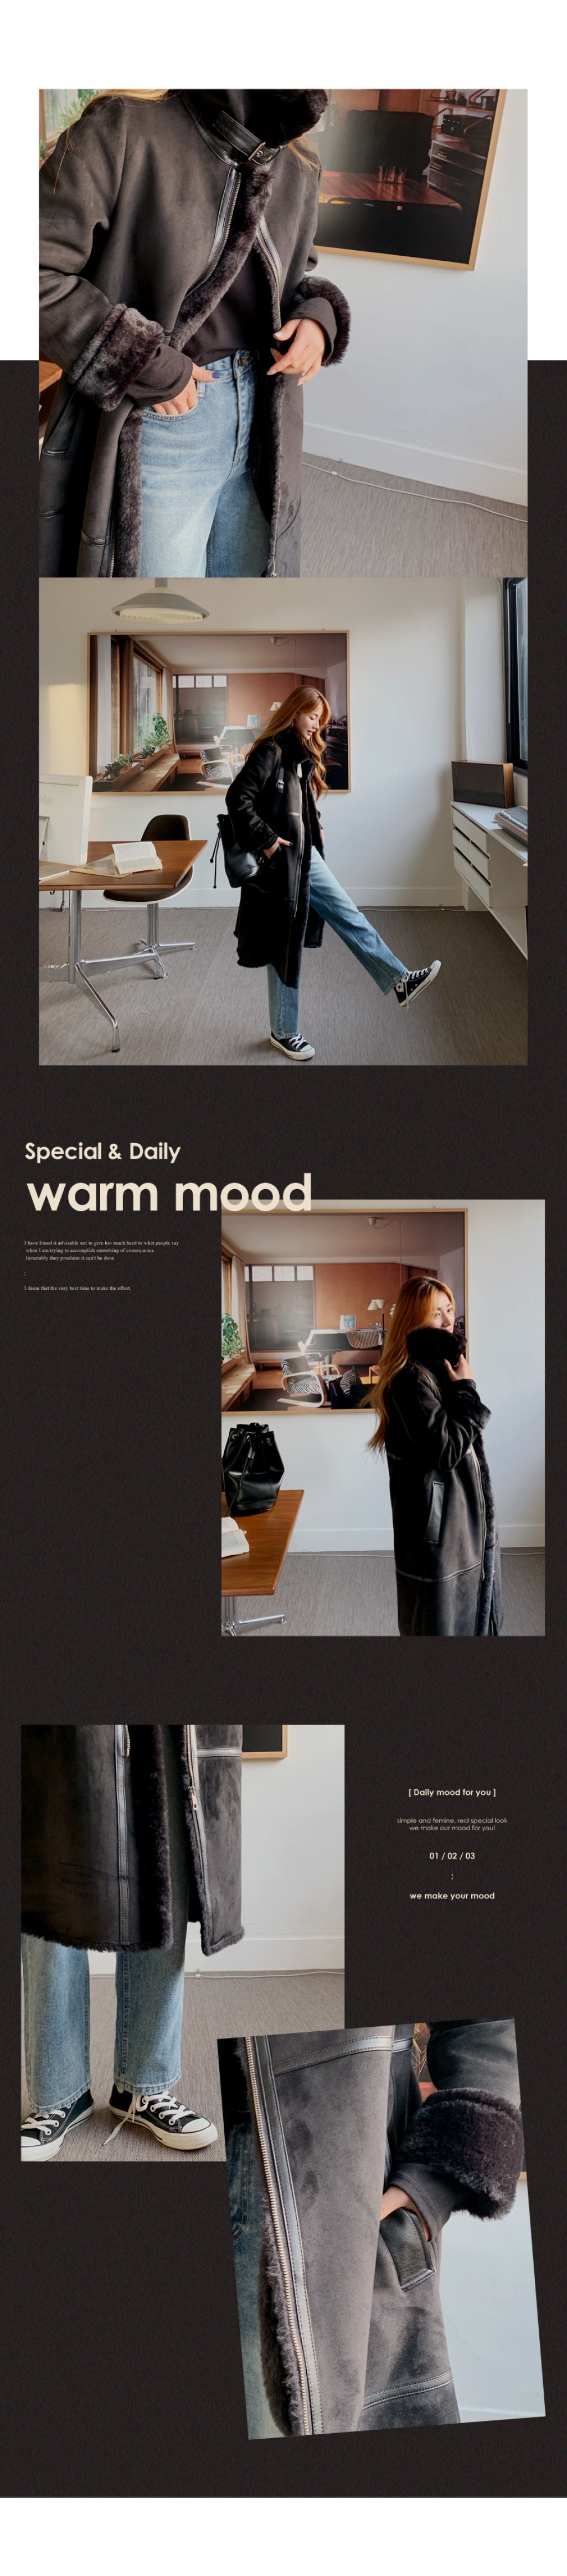 Special & Daily
warm mood
I have found it advisable not to give too much heed to what people say
when I am trying to accomplish something of consequence.
Invariably they proclaim it can't be done.
;
I deem that the very best time to make the effort.
[ Daily mood for you ]
simple and femine, real special look
we make our mood for you!
01 / 02 / 03
;
we make your mood